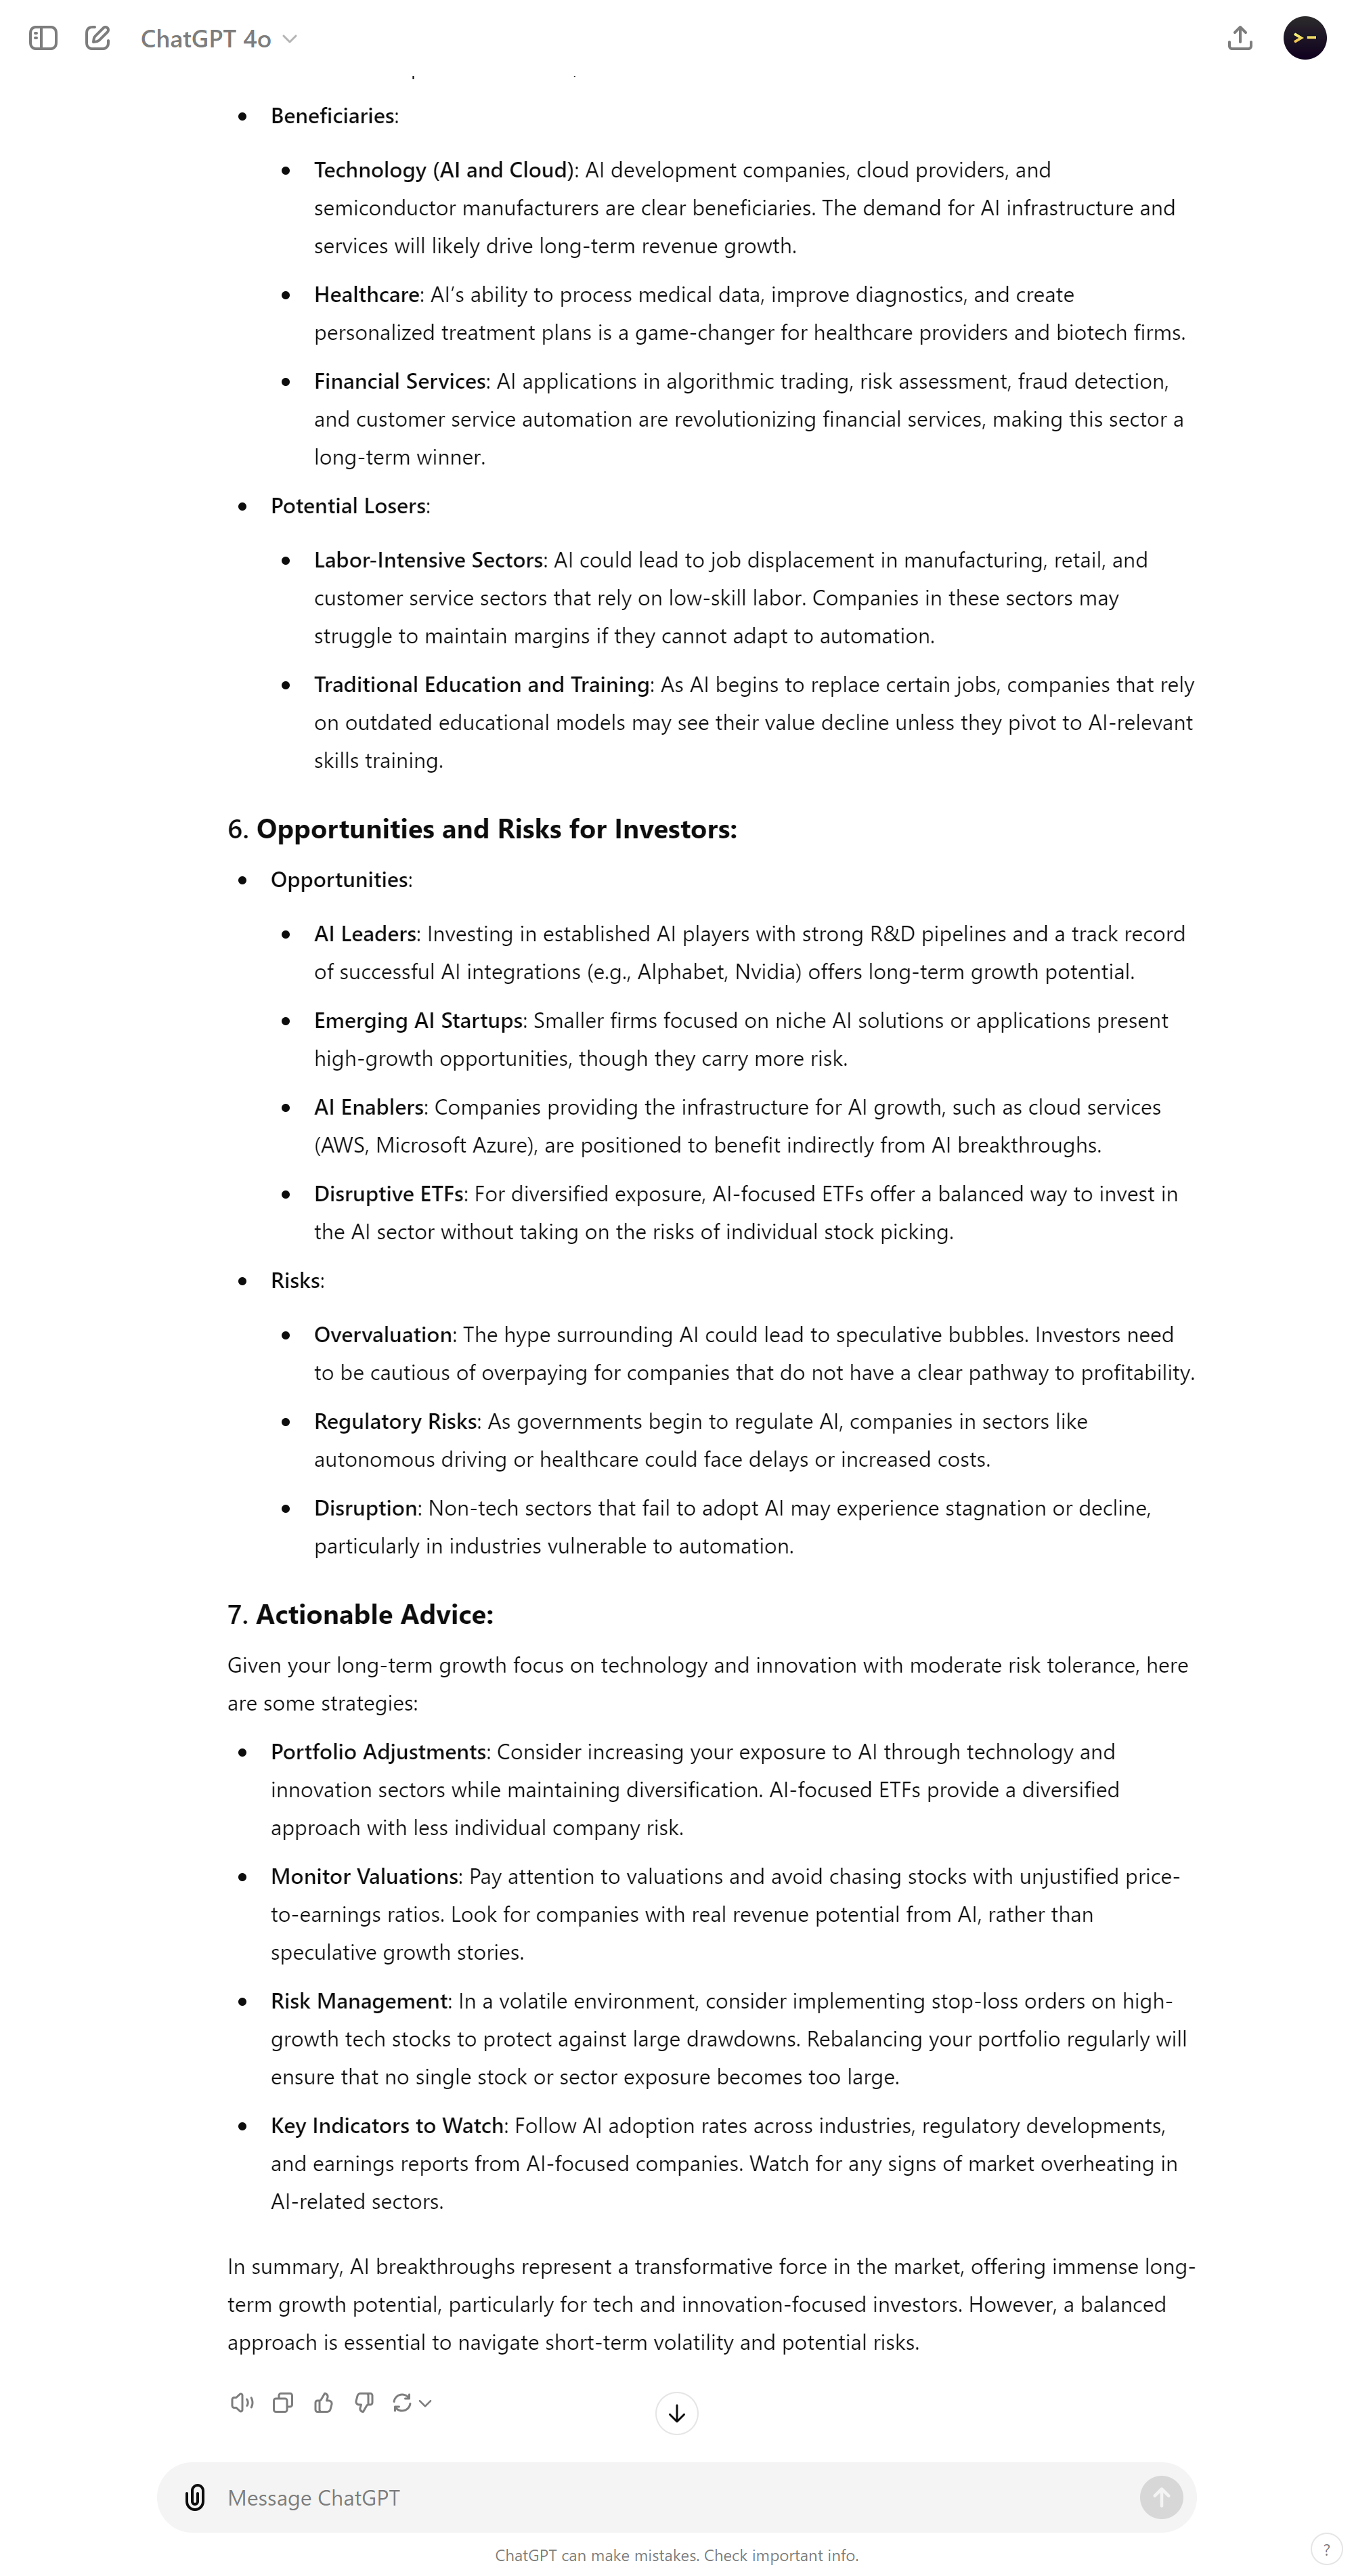 ChatGPT 4o
Beneficiaries:
Technology (AI and Cloud): AI development companies, cloud providers, and
semiconductor manufacturers are clear beneficiaries. The demand for AI infrastructure and
services will likely drive long-term revenue growth.
Healthcare: AI's ability to process medical data, improve diagnostics, and create
personalized treatment plans is a game-changer for healthcare providers and biotech firms.
Financial Services: AI applications in algorithmic trading, risk assessment, fraud detection,
and customer service automation are revolutionizing financial services, making this sector a
long-term winner.
Potential Losers:
Labor-Intensive Sectors: AI could lead to job displacement in manufacturing, retail, and
customer service sectors that rely on low-skill labor. Companies in these sectors may
struggle to maintain margins if they cannot adapt to automation.
Traditional Education and Training: As AI begins to replace certain jobs, companies that rely
on outdated educational models may see their value decline unless they pivot to AI-relevant
skills training.
6. Opportunities and Risks for Investors:
Opportunities:
AI Leaders: Investing in established AI players with strong R&D pipelines and a track record
of successful AI integrations (e.g., Alphabet, Nvidia) offers long-term growth potential.
Emerging AI Startups: Smaller firms focused on niche AI solutions or applications present
high-growth opportunities, though they carry more risk.
AI Enablers: Companies providing the infrastructure for AI growth, such as cloud services
(AWS, Microsoft Azure), are positioned to benefit indirectly from AI breakthroughs.
Disruptive ETFs: For diversified exposure, AI-focused ETFs offer a balanced way to invest in
the AI sector without taking on the risks of individual stock picking.
Risks:
Overvaluation: The hype surrounding AI could lead to speculative bubbles. Investors need
to be cautious of overpaying for companies that do not have a clear pathway to profitability.
Regulatory Risks: As governments begin to regulate AI, companies in sectors like
autonomous driving or healthcare could face delays or increased costs.
Disruption: Non-tech sectors that fail to adopt AI may experience stagnation or decline,
particularly in industries vulnerable to automation.
7. Actionable Advice:
Given your long-term growth focus on technology and innovation with moderate risk tolerance, here
are some strategies:
Portfolio Adjustments: Consider increasing your exposure to AI through technology and
innovation sectors while maintaining diversification. AI-focused ETFs provide a diversified
approach with less individual company risk.
Monitor Valuations: Pay attention to valuations and avoid chasing stocks with unjustified price-
to-earnings ratios. Look for companies with real revenue potential from AI, rather than
speculative growth stories.
Risk Management: In a volatile environment, consider implementing stop-loss orders on high-
growth tech stocks to protect against large drawdowns. Rebalancing your portfolio regularly will
ensure that no single stock or sector exposure becomes too large.
Key Indicators to Watch: Follow AI adoption rates across industries, regulatory developments,
and earnings reports from AI-focused companies. Watch for any signs of market overheating in
AI-related sectors.
In summary, AI breakthroughs represent a transformative force in the market, offering immense long-
term growth potential, particularly for tech and innovation-focused investors. However, a balanced
approach is essential to navigate short-term volatility and potential risks.
Message ChatGPT
ChatGPT can make mistakes. Check important info.
?